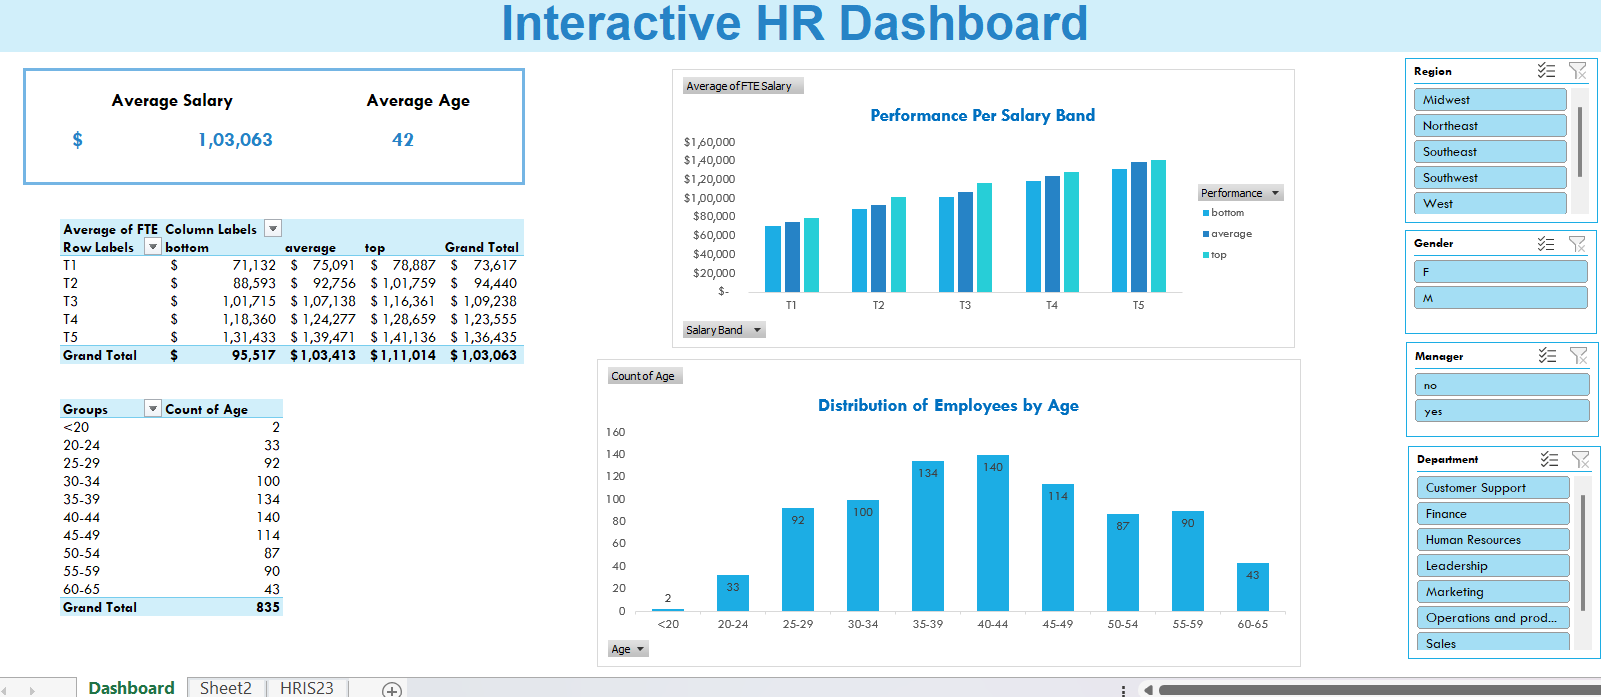 Interactive HR Dashboard
Average Salary Average Age
$ 1,03,063 42
Average of FTE Column Labels
Row Labels bottom average top Grand Total
T1 $ 71,132 $ 75,091 $ 78,887 $ 73,617
T2 $ 88,593 $ 92,756 $ 1,01,759 $ 94,440
T3 $ 1,01,715 $ 1,07,138 $ 1,16,361 $ 1,09,238
T4 $ 1,18,360 $ 1,24,277 $ 1,28,659 $ 1,23,555
T5 $ 1,31,433 $ 1,39,471 $ 1,41,136 $ 1,36,435
Grand Total $ 95,517 $ 1,03,413 $ 1,11,014 $ 1,03,063
Groups Count of Age
<20 2
20-24 33
25-29 92
30-34 100
35-39 134
40-44 140
45-49 114
50-54 87
55-59 90
60-65 43
Grand Total 835
Average of FTE Salary
Performance Per Salary Band
$ 1,60,000
$ 1,40,000
$ 1,20,000
$ 1,00,000
$ 80,000
$ 60,000
$ 40,000
$ 20,000
$ -
T1 T2 T3 T4 T5
Performance
bottom
average
top
Salary Band
Count of Age
Distribution of Employees by Age
160
140
120
100
80
60
40
20
0
2 33 92 100 134 140 114 87 90 43
<20 20-24 25-29 30-34 35-39 40-44 45-49 50-54 55-59 60-65
Age
Region
Midwest
Northeast
Southeast
Southwest
West
Gender
F
M
Manager
no
yes
Department
Customer Support
Finance
Human Resources
Leadership
Marketing
Operations and prod...
Sales
Dashboard Sheet2 HRIS23